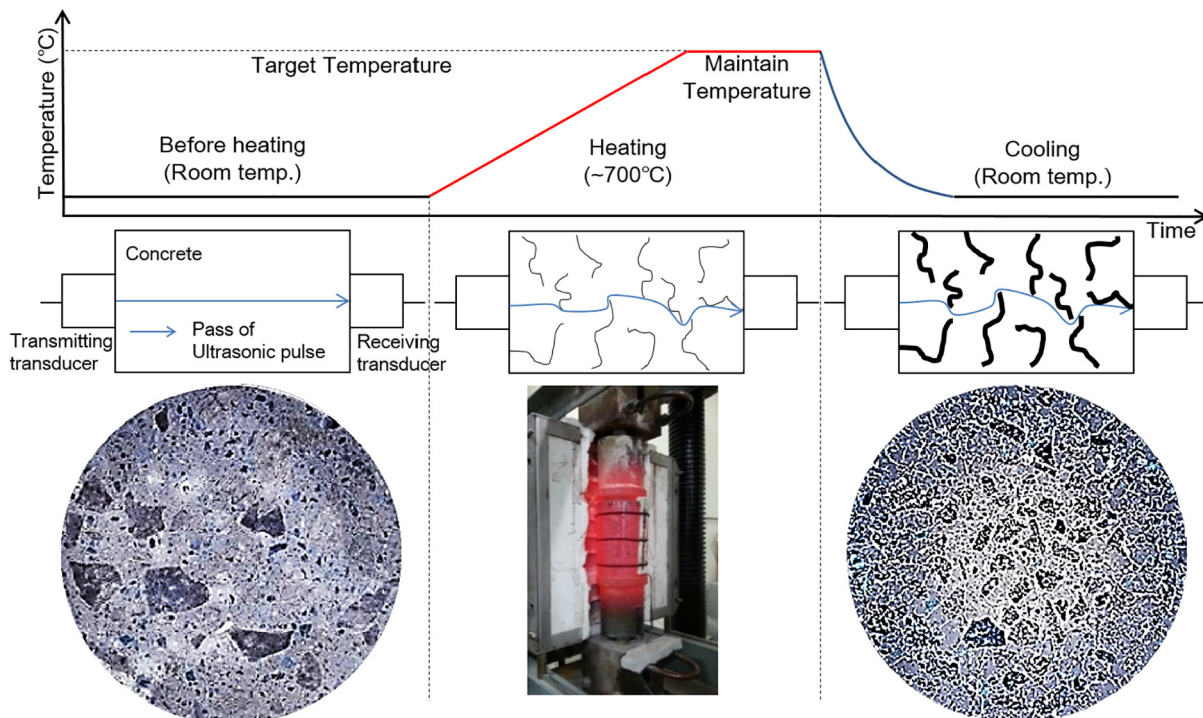 Temperature (℃)
Target Temperature
Maintain
Temperature
Before heating
(Room temp.)
Heating
(~700℃)
Cooling
(Room temp.)
Time
Concrete
Pass of
Ultrasonic pulse
Transmitting
transducer
Receiving
transducer